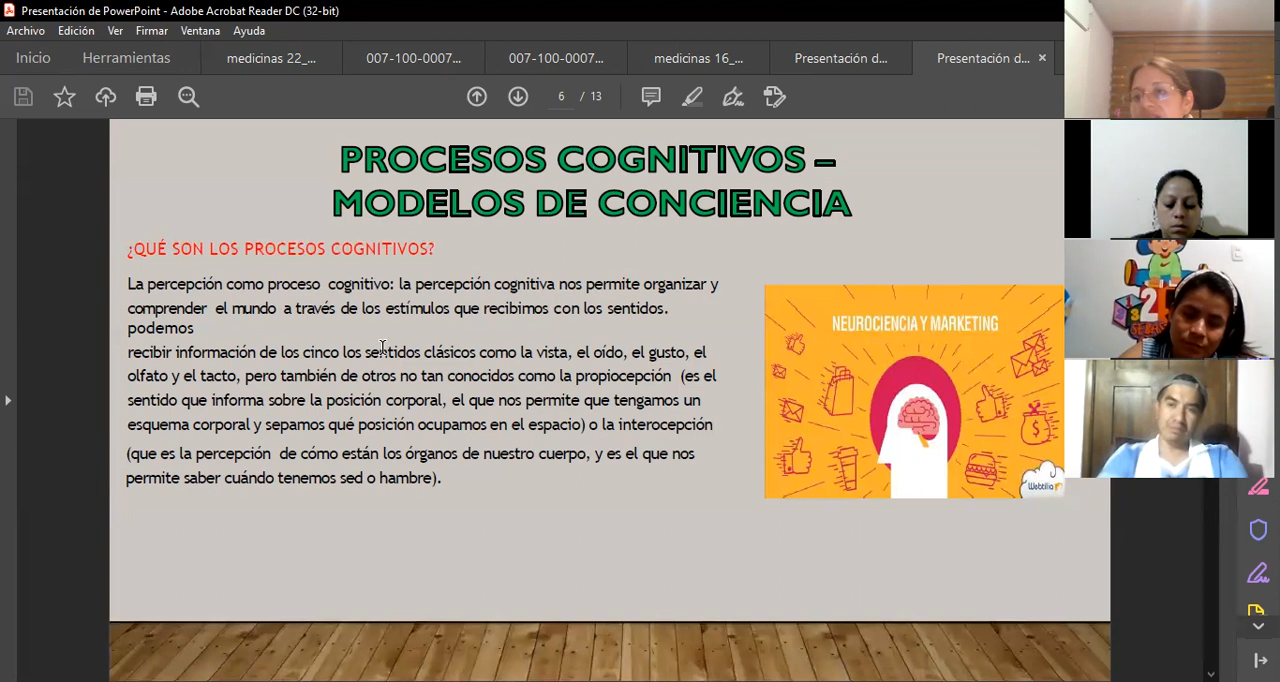 Presentación de PowerPoint - Adobe Acrobat Reader DC (32-bit)
Archivo Edición Ver Firmar Ventana Ayuda
Inicio Herramientas medicinas 22_... 007-100-0007... 007-100-0007... medicinas 16_... Presentación d... Presentación d... ×
6 / 13
PROCESOS COGNITIVOS –
MODELOS DE CONCIENCIA
¿QUÉ SON LOS PROCESOS COGNITIVOS?
La percepción como proceso cognitivo: la percepción cognitiva nos permite organizar y
comprender el mundo a través de los estímulos que recibimos con los sentidos.
podemos
recibir información de los cinco los sentidos clásicos como la vista, el oído, el gusto, el
olfato y el tacto, pero también de otros no tan conocidos como la propiocepción (es el
sentido que informa sobre la posición corporal, el que nos permite que tengamos un
esquema corporal y sepamos qué posición ocupamos en el espacio) o la interocepción
(que es la percepción de cómo están los órganos de nuestro cuerpo, y es el que nos
permite saber cuándo tenemos sed o hambre).
NEUROCIENCIA Y MARKETING
$